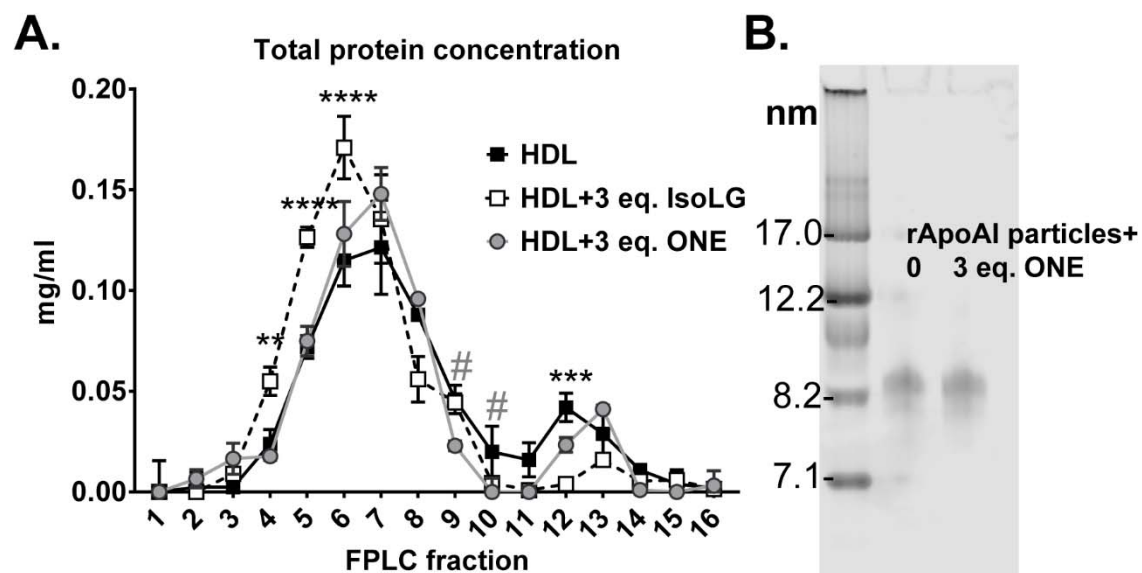 A.
Total protein concentration
0.20
0.15
0.10
0.05
0.00
mg/ml
****
****
**
#
#
***
HDL
HDL+3 eq. IsoLG
HDL+3 eq. ONE
1 2 3 4 5 6 7 8 9 10 11 12 13 14 15 16
FPLC fraction
B.
nm
17.0
12.2
8.2
7.1
rApoAI particles+
0 3 eq. ONE